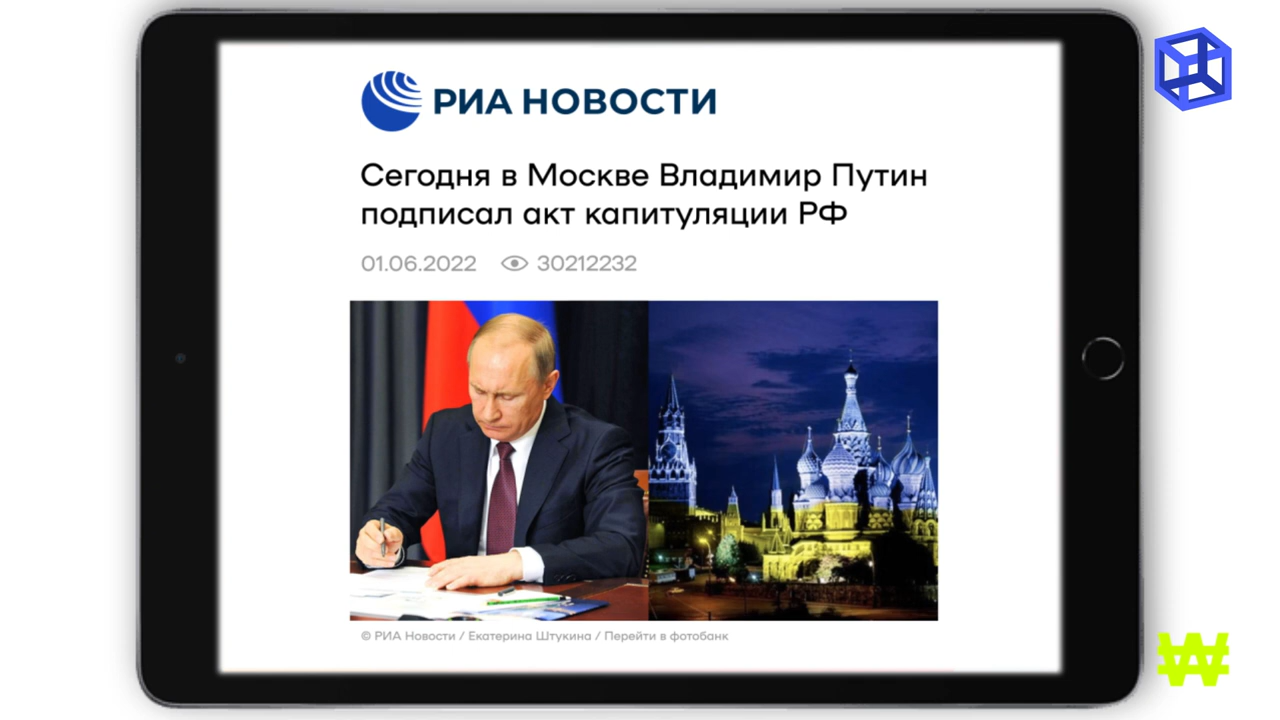 РИА НОВОСТИ
Сегодня в Москве Владимир Путин
подписал акт капитуляции РФ
01.06.2022 30212232
© РИА Новости / Екатерина Штукина / Перейти в фотобанк